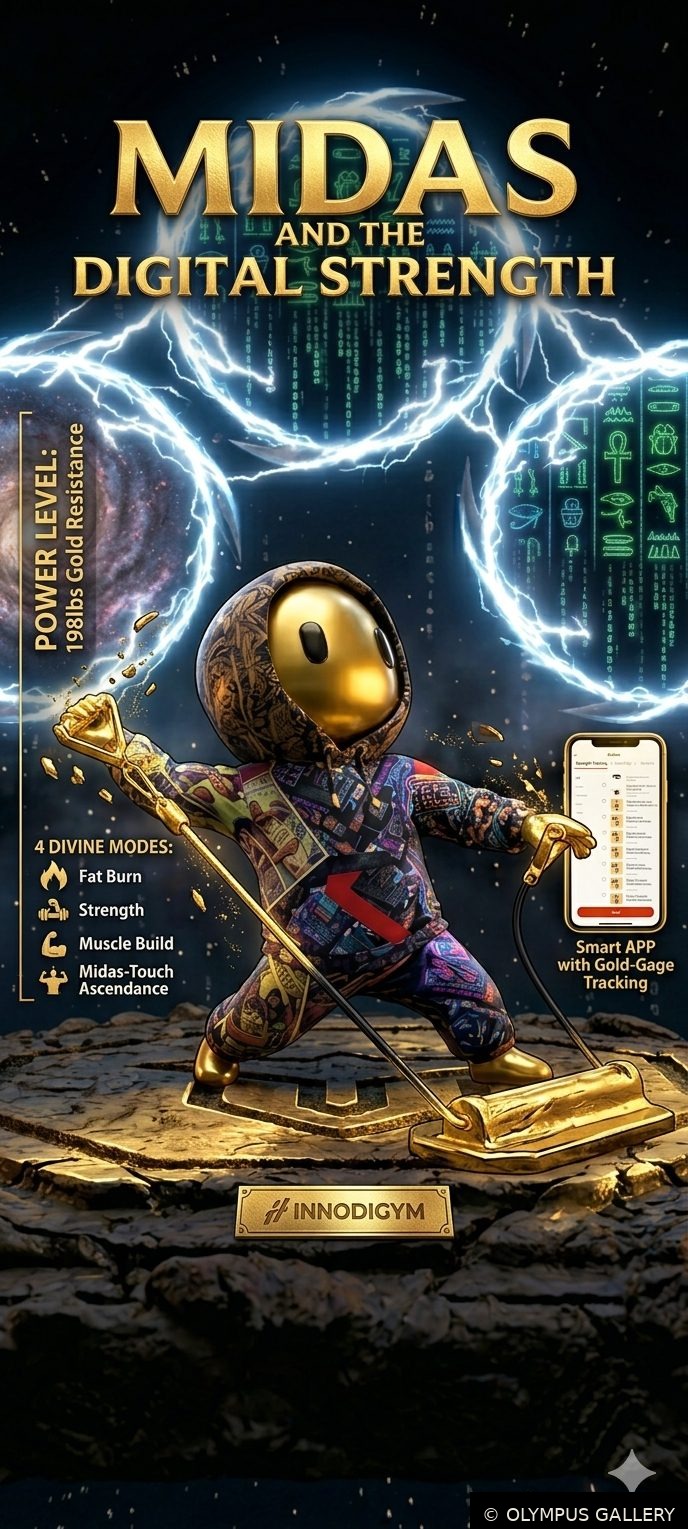 MIDAS
AND THE
DIGITAL STRENGTH
POWER LEVEL:
198lbs Gold Resistance
4 DIVINE MODES:
Fat Burn
Strength
Muscle Build
Midas-Touch
Ascendance
Smart APP
with Gold-Gage
Tracking
INNODIGYM
© OLYMPUS GALLERY